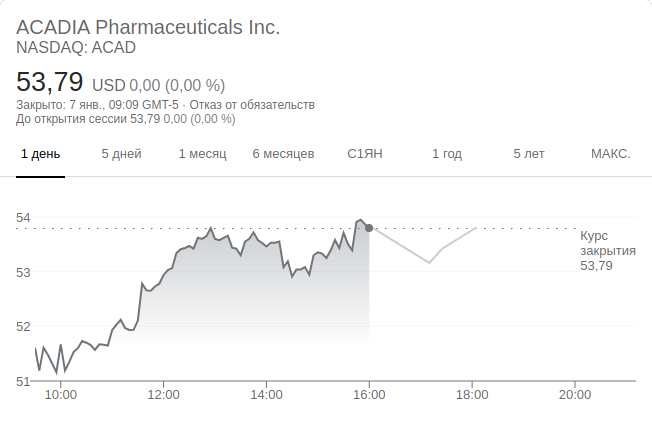 ACADIA Pharmaceuticals Inc.
NASDAQ: ACAD
53,79 USD 0,00 (0,00 %)
Закрыто: 7 янв., 09:09 GMT-5 · Отказ от обязательств
До открытия сессии 53,79 0,00 (0,00 %)
1 день 5 дней 1 месяц 6 месяцев С1ЯН 1 год 5 лет МАКС.
54
Курс
закрытия
53,79
53
52
51
10:00 12:00 14:00 16:00 18:00 20:00